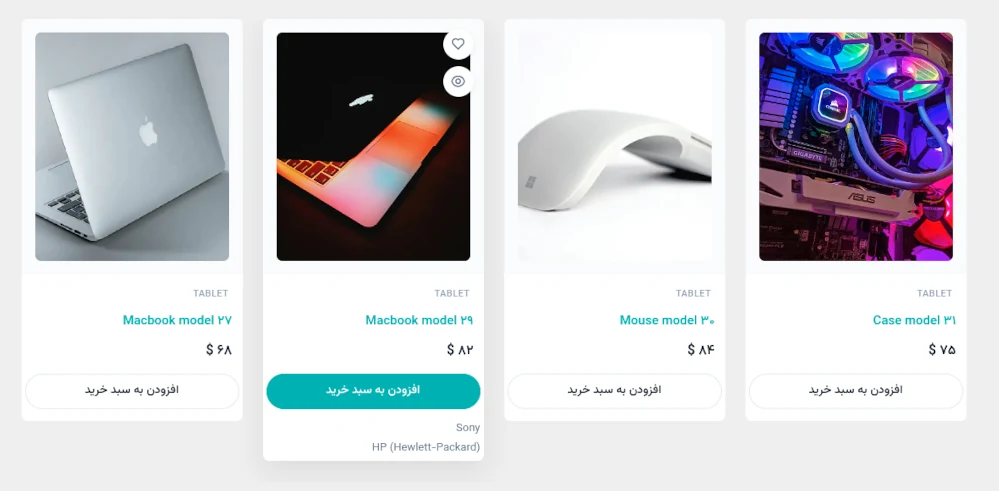 TABLET
Macbook model ۲۷
$ ۶۸
افزودن به سبد خرید
TABLET
Macbook model ۲۹
$ ۸۲
افزودن به سبد خرید
Sony
HP (Hewlett-Packard)
TABLET
Mouse model ۳۰
$ ۸۴
افزودن به سبد خرید
GIGABYTE
ASUS
TABLET
Case model ۳۱
$ ۷۵
افزودن به سبد خرید